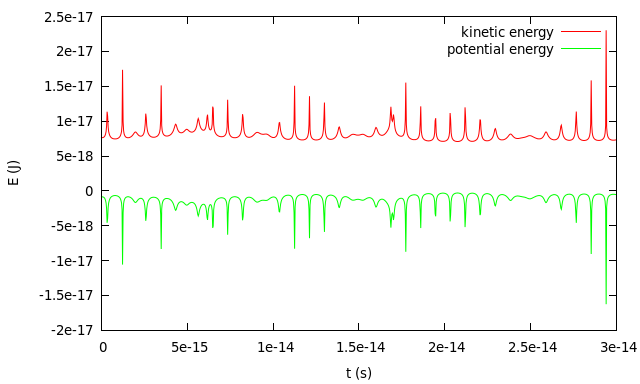 2.5e-17
2e-17
1.5e-17
1e-17
5e-18
0
-5e-18
-1e-17
-1.5e-17
-2e-17
E (J)
kinetic energy
potential energy
0 5e-15 1e-14 1.5e-14 2e-14 2.5e-14 3e-14
t (s)